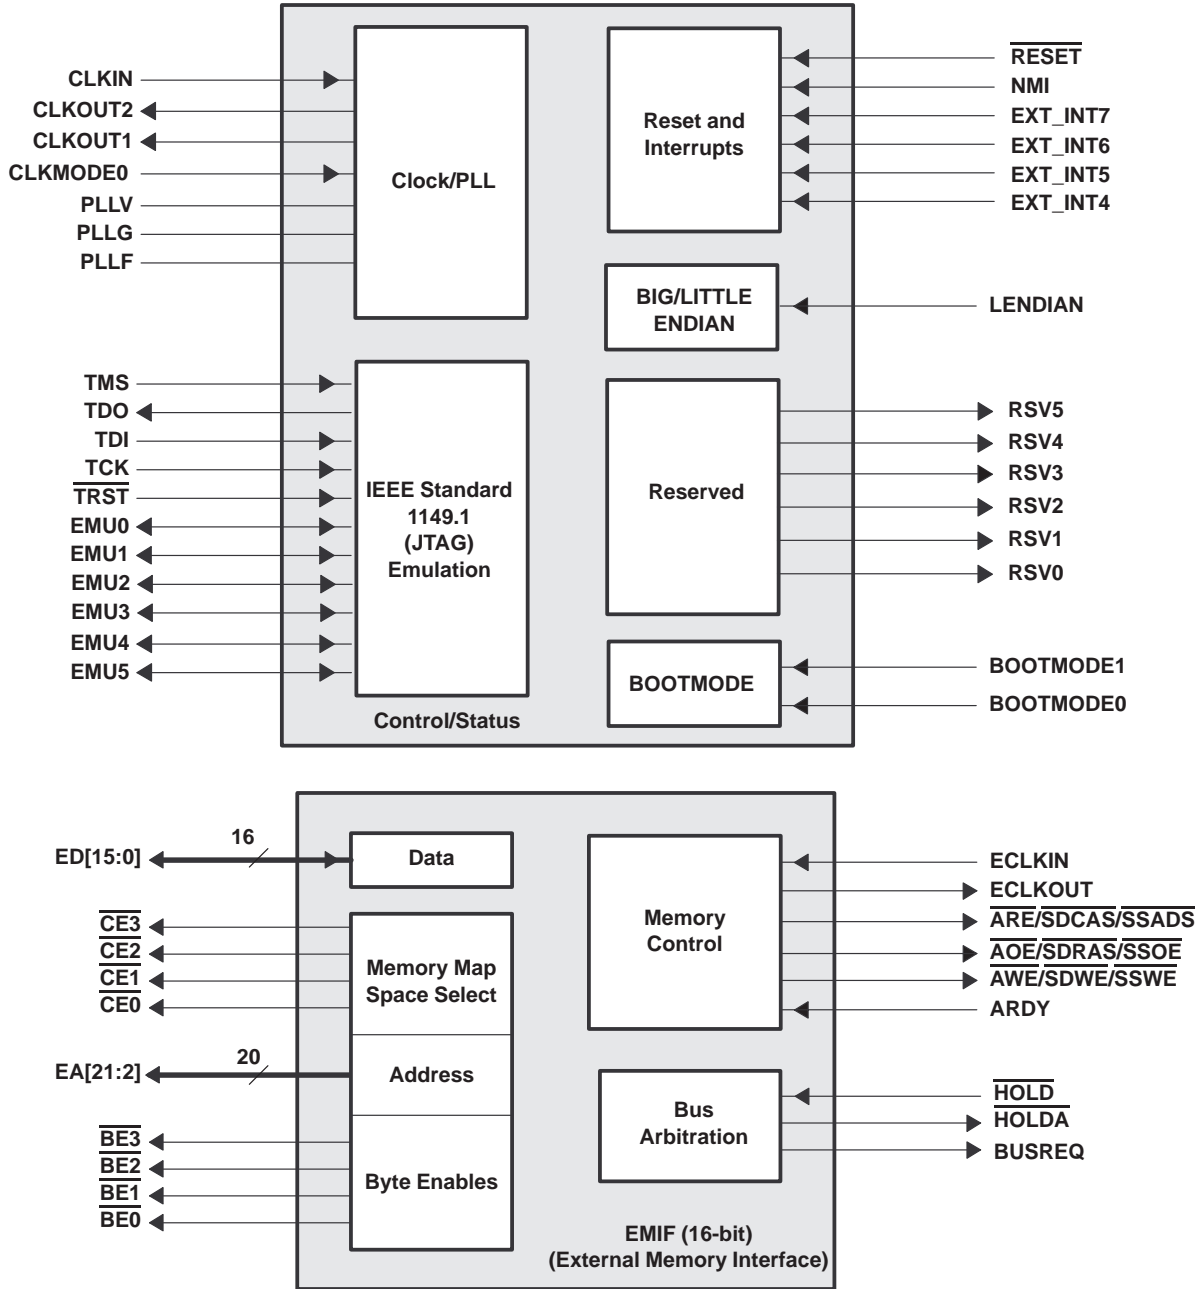 CLKIN
CLKOUT2
CLKOUT1
CLKMODE0
PLLV
PLLG
PLLF
Clock/PLL
Reset and
Interrupts
RESET
NMI
EXT_INT7
EXT_INT6
EXT_INT5
EXT_INT4
BIG/LITTLE
ENDIAN
LENDIAN
TMS
TDO
TDI
TCK
TRST
EMU0
EMU1
EMU2
EMU3
EMU4
EMU5
IEEE Standard
1149.1
(JTAG)
Emulation
Reserved
RSV5
RSV4
RSV3
RSV2
RSV1
RSV0
BOOTMODE
BOOTMODE1
BOOTMODE0
Control/Status
ED[15:0]
16
Data
CE3
CE2
CE1
CE0
Memory Map
Space Select
EA[21:2]
20
Address
BE3
BE2
BE1
BE0
Byte Enables
Memory
Control
ECLKIN
ECLKOUT
ARE/SDCAS/SSADS
AOE/SDRAS/SSOE
AWE/SDWE/SSWE
ARDY
Bus
Arbitration
HOLD
HOLDA
BUSREQ
EMIF (16-bit)
(External Memory Interface)